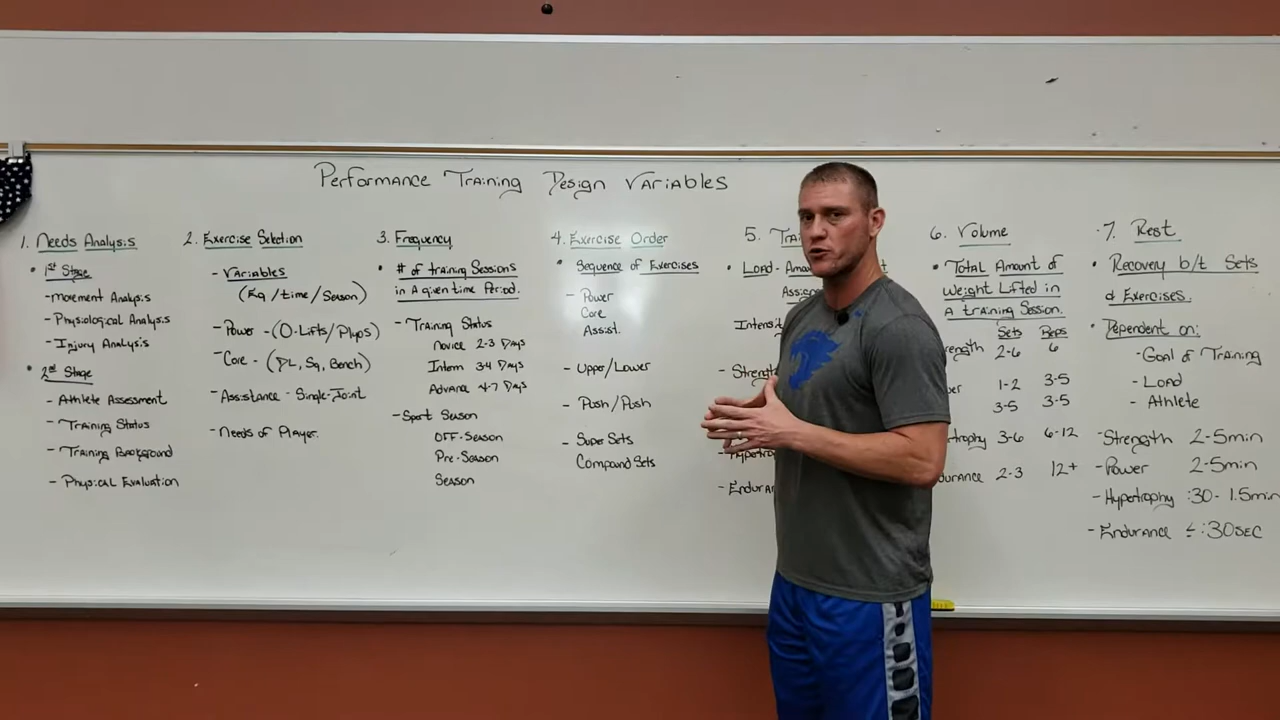 Performance Training Design Variables
1. Needs Analysis
• 1st Stage
- Movement Analysis
- Physiological Analysis
- Injury Analysis
• 2nd Stage
- Athlete Assessment
- Training Status
- Training Background
- Physical Evaluation
2. Exercise Selection
- Variables
(Eq/time/Season)
- Power - (O-Lifts/Plyos)
- Core - (DL, Sq, Bench)
- Assistance - Single-Joint
- Needs of Player.
3. Frequency
• # of training Sessions
in A given time Period.
- Training Status
Novice 2-3 Days
Interm 3-4 Days
Advance 4-7 Days
- Sport Season
OFF-Season
Pre-Season
Season
4. Exercise Order
• Sequence of Exercises
- Power
Core
Assist.
- Upper/Lower
- Push/Push
- Super Sets
Compound Sets
5.
• Load-
- 
6. Volume
• Total Amount of
Weight Lifted in
A training Session.
Sets Reps
2-6 6
1-2 3-5
3-5 3-5
3-6 6-12
2-3 12+
7. Rest
• Recovery b/t Sets
& Exercises.
• Dependent on:
- Goal of Training
- Load
- Athlete
- Strength 2-5min
- Power 2-5min
- Hypotrophy :30-1.5min
- Endurance ≤ :30SEC